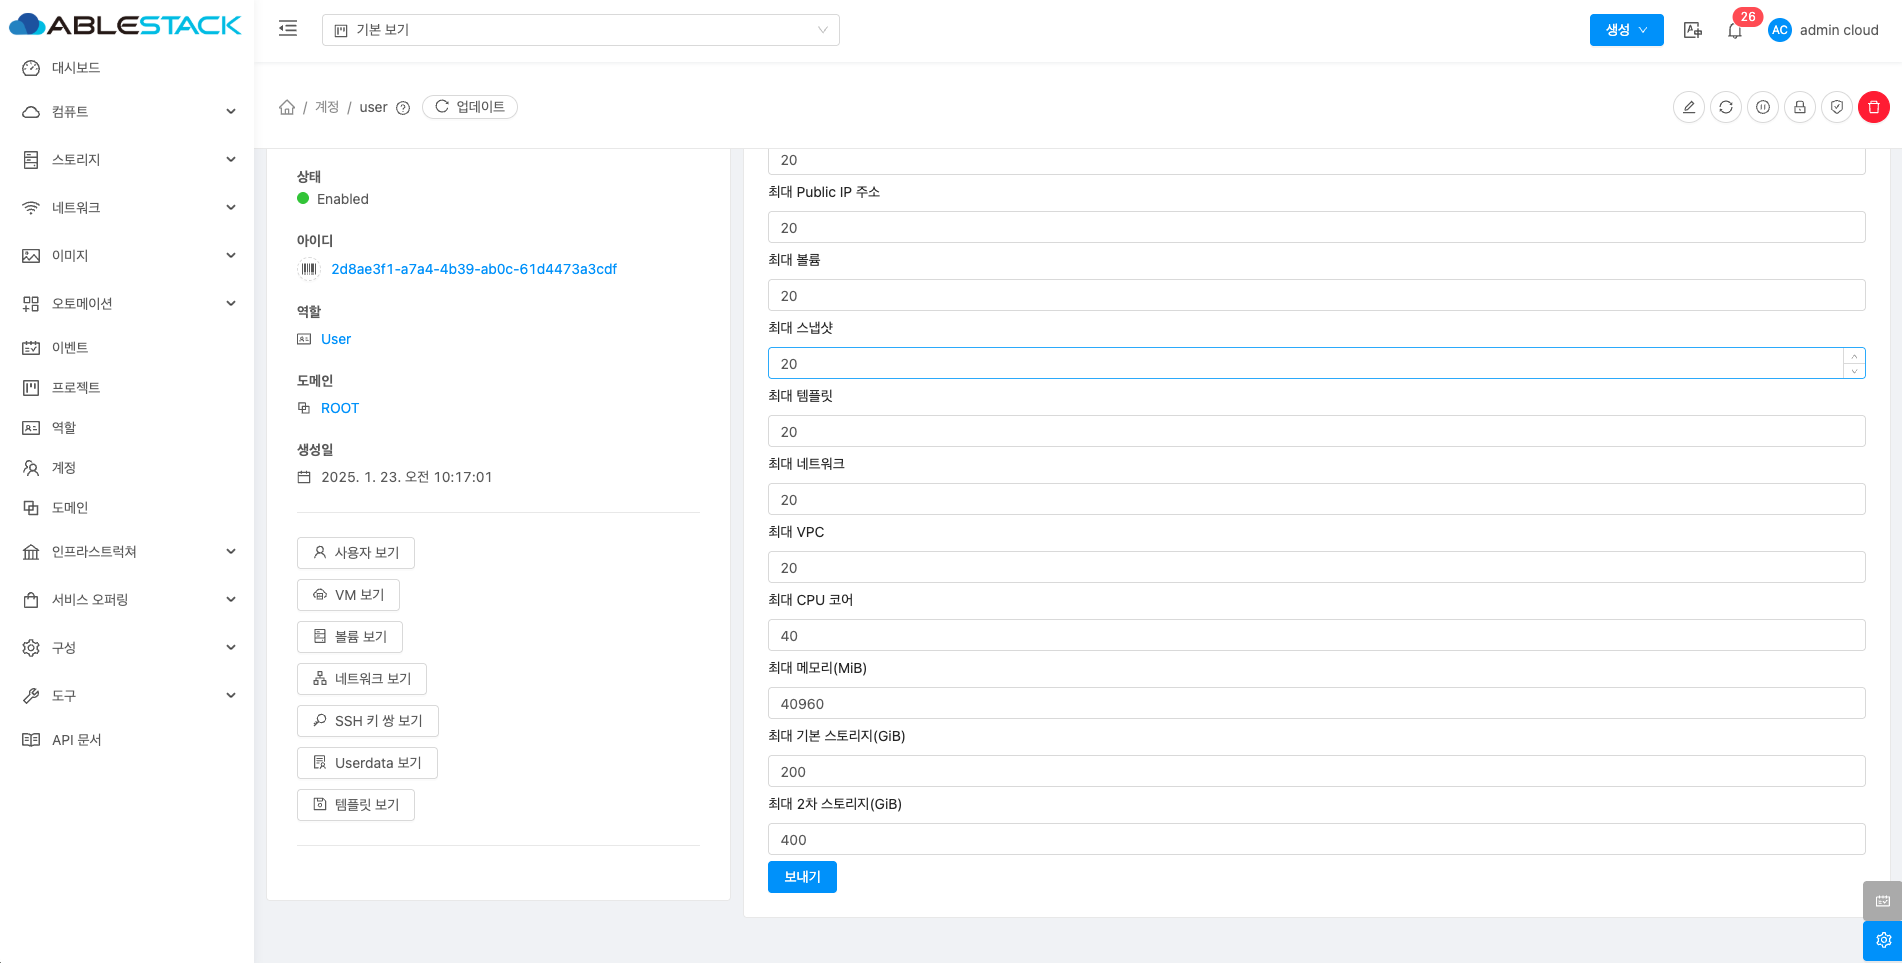 ABLESTACK
기본 보기
생성
26
AC
admin cloud
대시보드
컴퓨트
스토리지
네트워크
이미지
오토메이션
이벤트
프로젝트
역할
계정
도메인
인프라스트럭쳐
서비스 오퍼링
구성
도구
API 문서
/ 계정 / user
업데이트
상태
Enabled
아이디
2d8ae3f1-a7a4-4b39-ab0c-61d4473a3cdf
역할
User
도메인
ROOT
생성일
2025. 1. 23. 오전 10:17:01
사용자 보기
VM 보기
볼륨 보기
네트워크 보기
SSH 키 쌍 보기
Userdata 보기
템플릿 보기
20
최대 Public IP 주소
20
최대 볼륨
20
최대 스냅샷
20
최대 템플릿
20
최대 네트워크
20
최대 VPC
20
최대 CPU 코어
40
최대 메모리(MiB)
40960
최대 기본 스토리지(GiB)
200
최대 2차 스토리지(GiB)
400
보내기